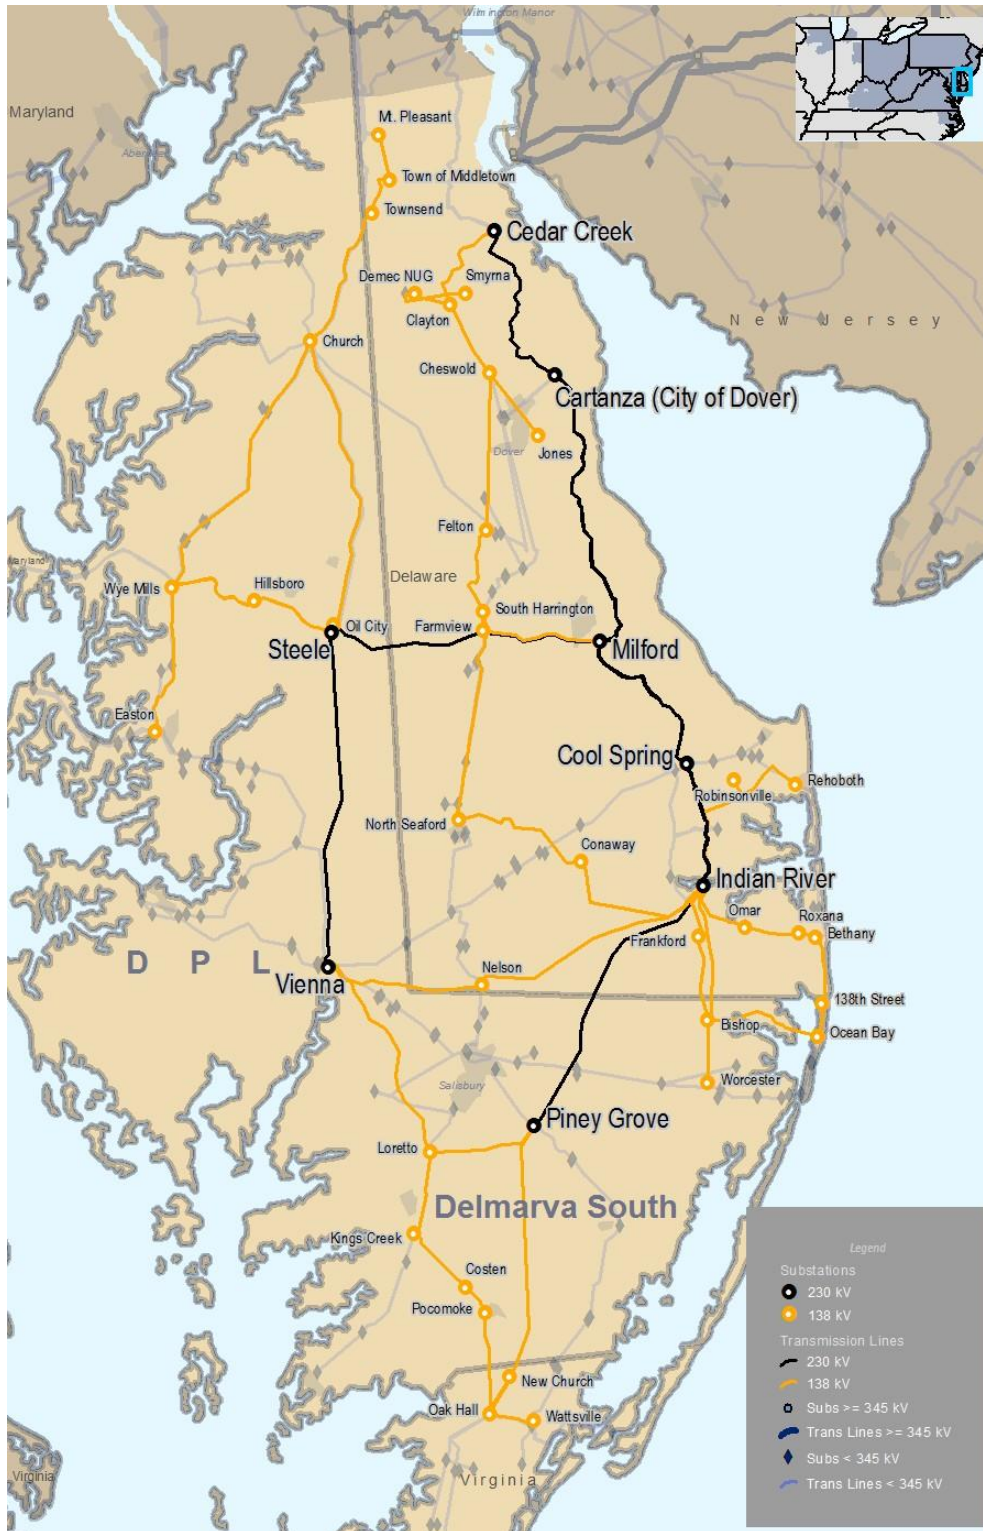 Wilmington Manor
Maryland
Mt. Pleasant
Town of Middletown
Townsend
Cedar Creek
Demec NUG
Smyrna
Clayton
New Jersey
Church
Cheswold
Cartanza (City of Dover)
Dover
Jones
Felton
Maryland
Delaware
Wye Mills
Hillsboro
South Harrington
Oil City
Farmview
Steele
Milford
Easton
Cool Spring
Rehoboth
Robinsonville
North Seaford
Conaway
Indian River
Omar
Roxana
Bethany
Frankford
D P L
Vienna
Nelson
138th Street
Bishop
Ocean Bay
Salisbury
Worcester
Piney Grove
Loretto
Delmarva South
Kings Creek
Costen
Pocomoke
New Church
Oak Hall
Wattsville
Virginia
Virginia
Legend
Substations
230 kV
138 kV
Transmission Lines
230 kV
138 kV
Subs >= 345 kV
Trans Lines >= 345 kV
Subs < 345 kV
Trans Lines < 345 kV